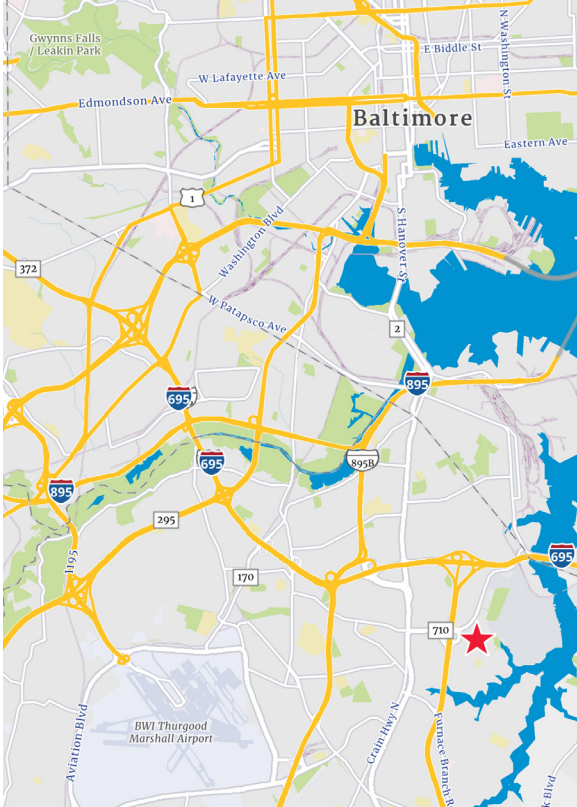 Gwynns Falls
/ Leakin Park
N Washington St
E Biddle St
W Lafayette Ave
Edmondson Ave
Baltimore
Eastern Ave
1
Washington Blvd
S Hanover St
372
W Patapsco Ave
2
895
695
695
895B
895
295
695
I 195
170
710
BWI Thurgood
Marshall Airport
Aviation Blvd
Crain Hwy N
Furnace Branch R
k Blvd